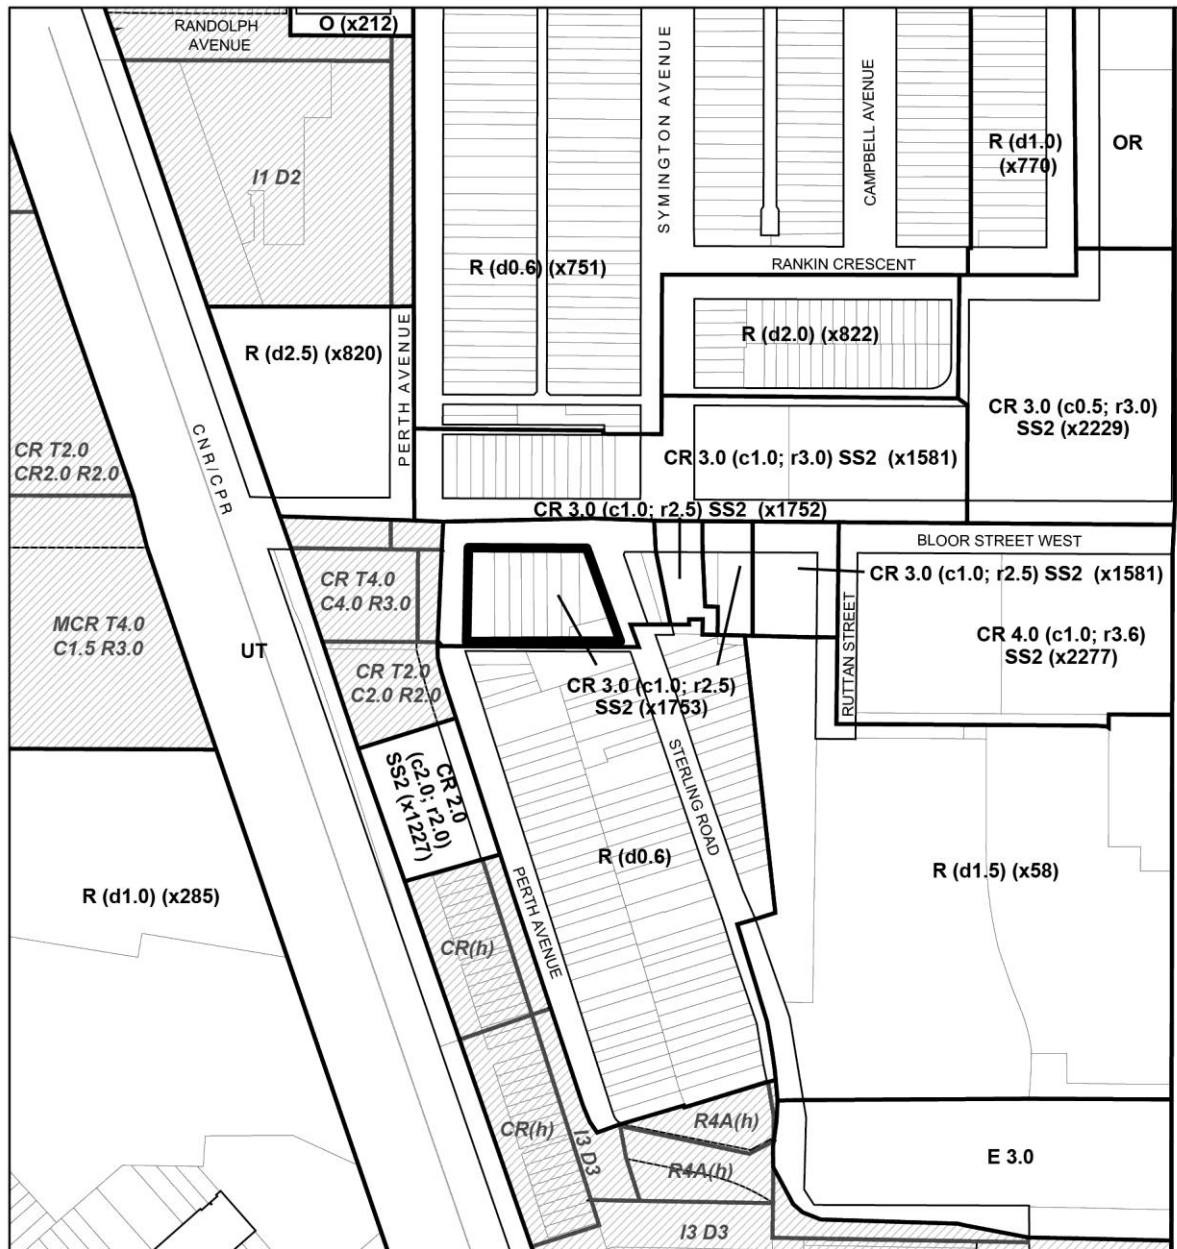 RANDOLPH
AVENUE
O (x212)
SYMINGTON AVENUE
CAMPBELL AVENUE
R (d1.0)
(x770)
OR
I1 D2
R (d0.6) (x751)
RANKIN CRESCENT
R (d2.5) (x820)
PERTH AVENUE
R (d2.0) (x822)
CR 3.0 (c0.5; r3.0)
SS2 (x2229)
CNR/CPR
CR T2.0
CR2.0 R2.0
CR 3.0 (c1.0; r3.0) SS2 (x1581)
CR 3.0 (c1.0; r2.5) SS2 (x1752)
BLOOR STREET WEST
CR T4.0
C4.0 R3.0
CR 3.0 (c1.0; r2.5) SS2 (x1581)
MCR T4.0
C1.5 R3.0
UT
RUTTAN STREET
CR 4.0 (c1.0; r3.6)
SS2 (x2277)
CR T2.0
C2.0 R2.0
CR 3.0 (c1.0; r2.5)
SS2 (x1753)
CR 2.0
(c2.0; r2.0)
SS2 (x1227)
STERLING ROAD
R (d0.6)
R (d1.5) (x58)
R (d1.0) (x285)
PERTH AVENUE
CR(h)
CR(h)
I3 D3
R4A(h)
R4A(h)
E 3.0
I3 D3